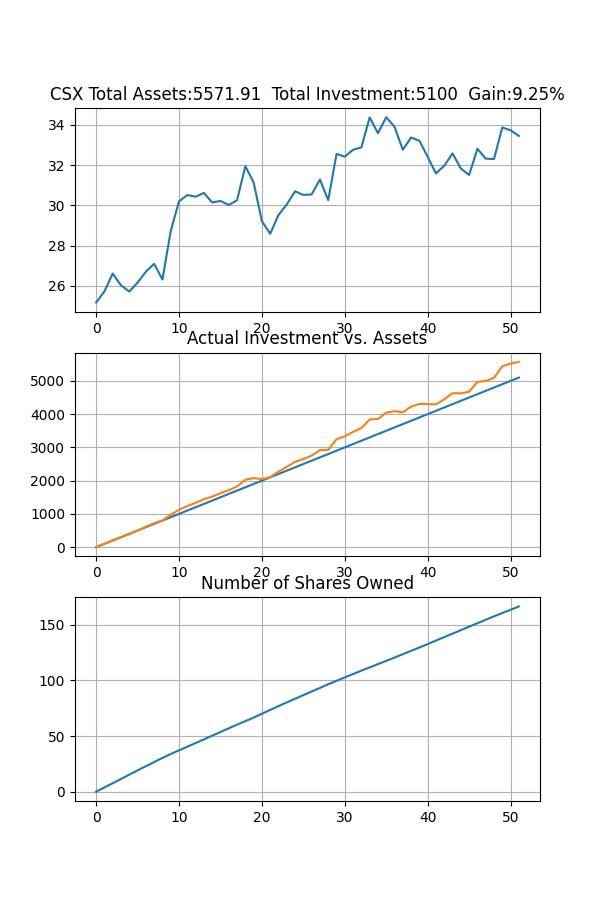 CSX Total Assets:5571.91  Total Investment:5100  Gain:9.25%
34
32
30
28
26
0 10 20 30 40 50
Actual Investment vs. Assets
5000
4000
3000
2000
1000
0
0 10 20 30 40 50
Number of Shares Owned
150
100
50
0
0 10 20 30 40 50